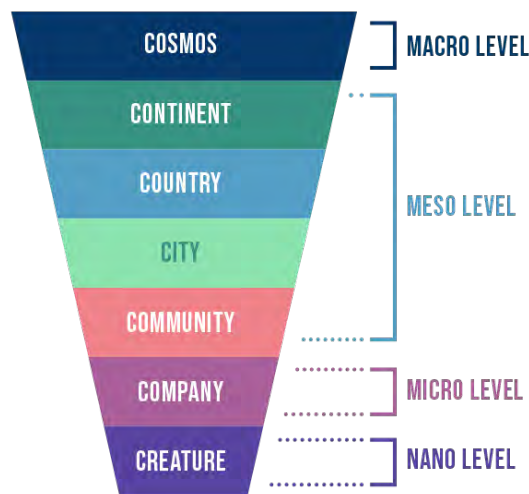 COSMOS
MACRO LEVEL
CONTINENT
COUNTRY
MESO LEVEL
CITY
COMMUNITY
COMPANY
MICRO LEVEL
CREATURE
NANO LEVEL